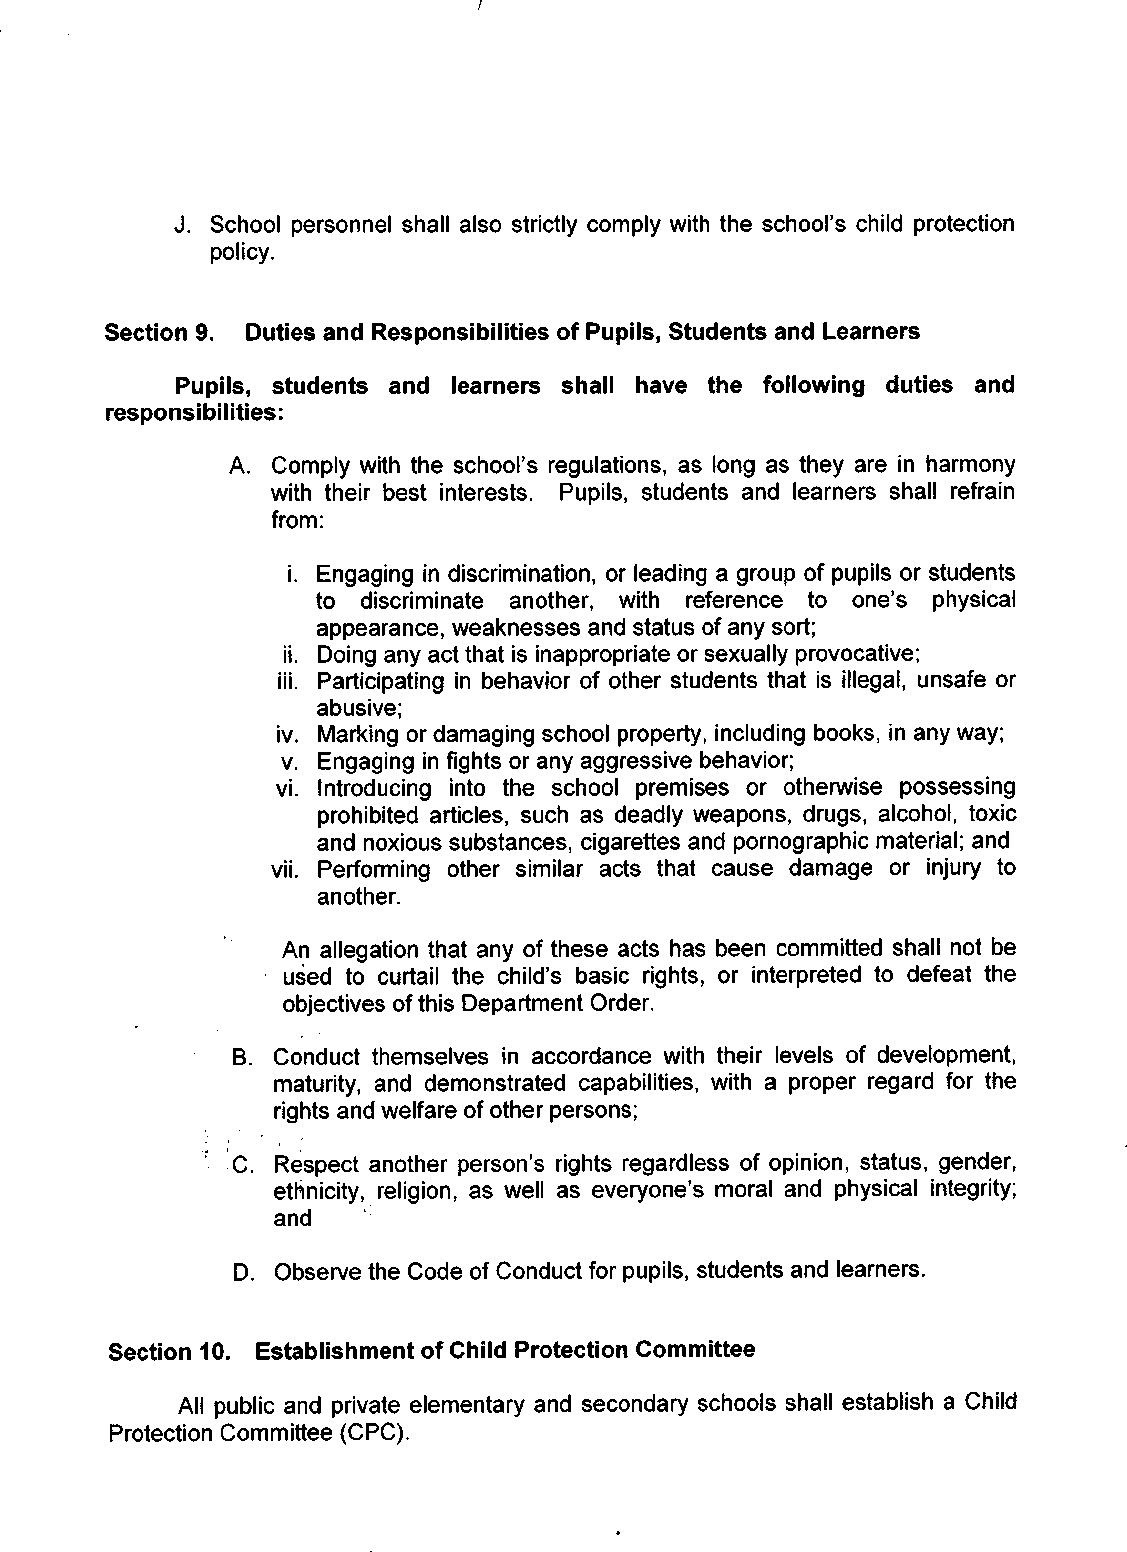 J. School personnel shall also strictly comply with the school's child protection
policy.
Section 9. Duties and Responsibilities of Pupils, Students and Learners
Pupils, students and learners shall have the following duties and
responsibilities:
A. Comply with the school's regulations, as long as they are in harmony
with their best interests. Pupils, students and learners shall refrain
from:
i. Engaging in discrimination, or leading a group of pupils or students
to discriminate another, with reference to one's physical
appearance, weaknesses and status of any sort;
ii. Doing any act that is inappropriate or sexually provocative;
iii. Participating in behavior of other students that is illegal, unsafe or
abusive;
iv. Marking or damaging school property, including books, in any way;
v. Engaging in fights or any aggressive behavior;
vi. Introducing into the school premises or otherwise possessing
prohibited articles, such as deadly weapons, drugs, alcohol, toxic
and noxious substances, cigarettes and pornographic material; and
vii. Performing other similar acts that cause damage or injury to
another.
An allegation that any of these acts has been committed shall not be
used to curtail the child's basic rights, or interpreted to defeat the
objectives of this Department Order.
B. Conduct themselves in accordance with their levels of development,
maturity, and demonstrated capabilities, with a proper regard for the
rights and welfare of other persons;
C. Respect another person's rights regardless of opinion, status, gender,
ethnicity, religion, as well as everyone's moral and physical integrity;
and
D. Observe the Code of Conduct for pupils, students and learners.
Section 10. Establishment of Child Protection Committee
All public and private elementary and secondary schools shall establish a Child
Protection Committee (CPC).